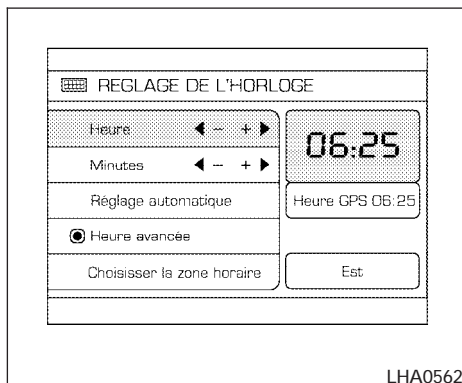 REGLAGE DE L'HORLOGE
Heure ◀ – + ▶
06:25
Minutes ◀ – + ▶
Réglage automatique
Heure GPS 06:25
Heure avancée
Choisisser la zone horaire
Est
LHA0562